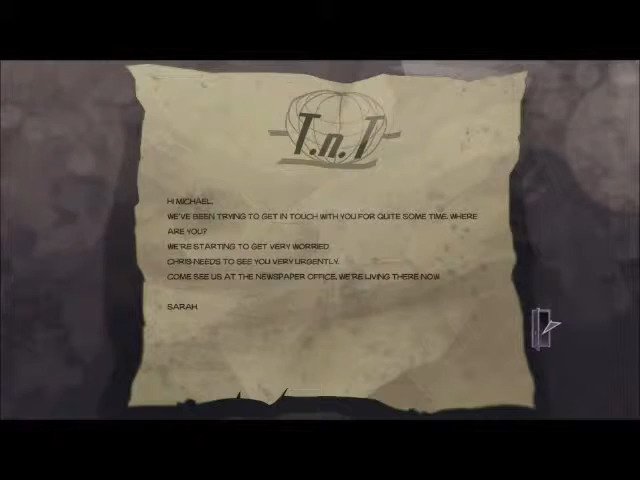 T.n.T
HI MICHAEL,
WE'VE BEEN TRYING TO GET IN TOUCH WITH YOU FOR QUITE SOME TIME. WHERE
ARE YOU?
WE'RE STARTING TO GET VERY WORRIED.
CHRIS NEEDS TO SEE YOU VERY URGENTLY.
COME SEE US AT THE NEWSPAPER OFFICE, WE'RE LIVING THERE NOW.
SARAH.